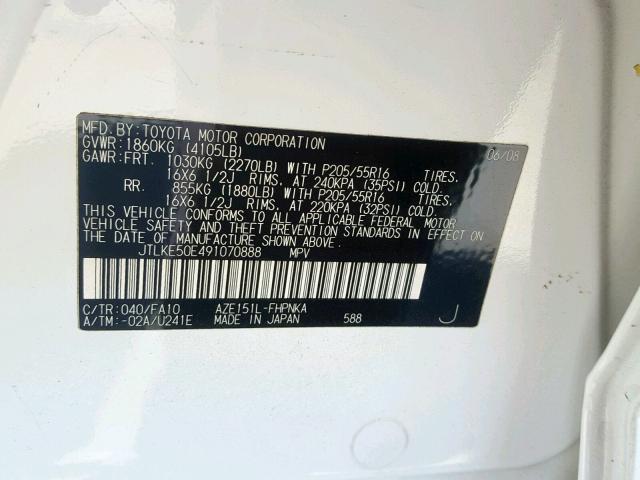 MFD. BY: TOYOTA MOTOR CORPORATION 06/08
GVWR: 1860KG (4105LB)
GAWR: FRT. 1030KG (2270LB) WITH P205/55R16 TIRES.
16X6 1/2J RIMS. AT 240KPA (35PSI) COLD.
RR. 855KG (1880LB) WITH P205/55R16 TIRES.
16X6 1/2J RIMS. AT 220KPA (32PSI) COLD.
THIS VEHICLE CONFORMS TO ALL APPLICABLE FEDERAL MOTOR
VEHICLE SAFETY AND THEFT PREVENTION STANDARDS IN EFFECT
ON THE DATE OF MANUFACTURE SHOWN ABOVE.
JTLKE50E491070888 MPV
C/TR: 040/FA10 AZE151L-FHPNKA
A/TM: -02A/U241E MADE IN JAPAN 588 J